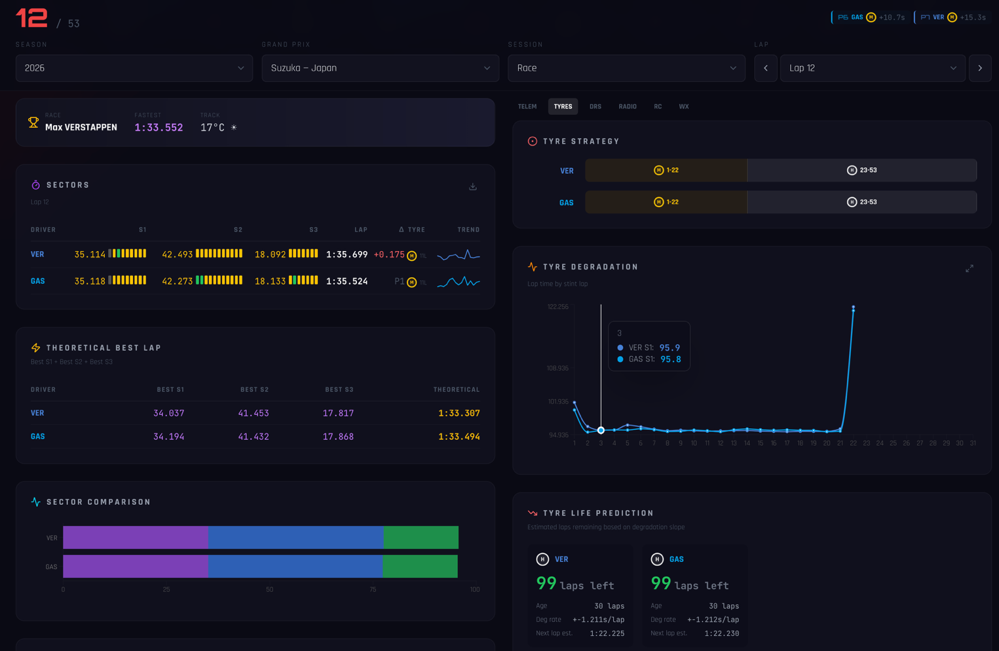 12 / 53
P6 GAS M +10.7s P7 VER M +15.3s
SEASON GRAND PRIX SESSION LAP
2026 Suzuka – Japan Race Lap 12
RACE FASTEST TRACK
Max VERSTAPPEN 1:33.552 17°C ☀
TELEM TYRES DRS RADIO RC WX
SECTORS
Lap 12
DRIVER S1 S2 S3 LAP Δ TYRE TREND
VER 35.114 42.493 18.092 1:35.699 +0.175 M 11L
GAS 35.118 42.273 18.133 1:35.524 P1 M 11L
THEORETICAL BEST LAP
Best S1 + Best S2 + Best S3
DRIVER BEST S1 BEST S2 BEST S3 THEORETICAL
VER 34.037 41.453 17.817 1:33.307
GAS 34.194 41.432 17.868 1:33.494
SECTOR COMPARISON
VER
GAS
0 25 50 75 100
TYRE STRATEGY
VER M 1-22 H 23-53
GAS M 1-22 H 23-53
TYRE DEGRADATION
Lap time by stint lap
122.256
108.936
101.936
94.936
3
VER S1: 95.9
GAS S1: 95.8
1 2 3 4 5 6 7 8 9 10 11 12 13 14 15 16 17 18 19 20 21 22 23 24 25 26 27 28 29 30 31
TYRE LIFE PREDICTION
Estimated laps remaining based on degradation slope
H VER
99 laps left
Age 30 laps
Deg rate +-1.211s/lap
Next lap est. 1:22.225
H GAS
99 laps left
Age 30 laps
Deg rate +-1.212s/lap
Next lap est. 1:22.230